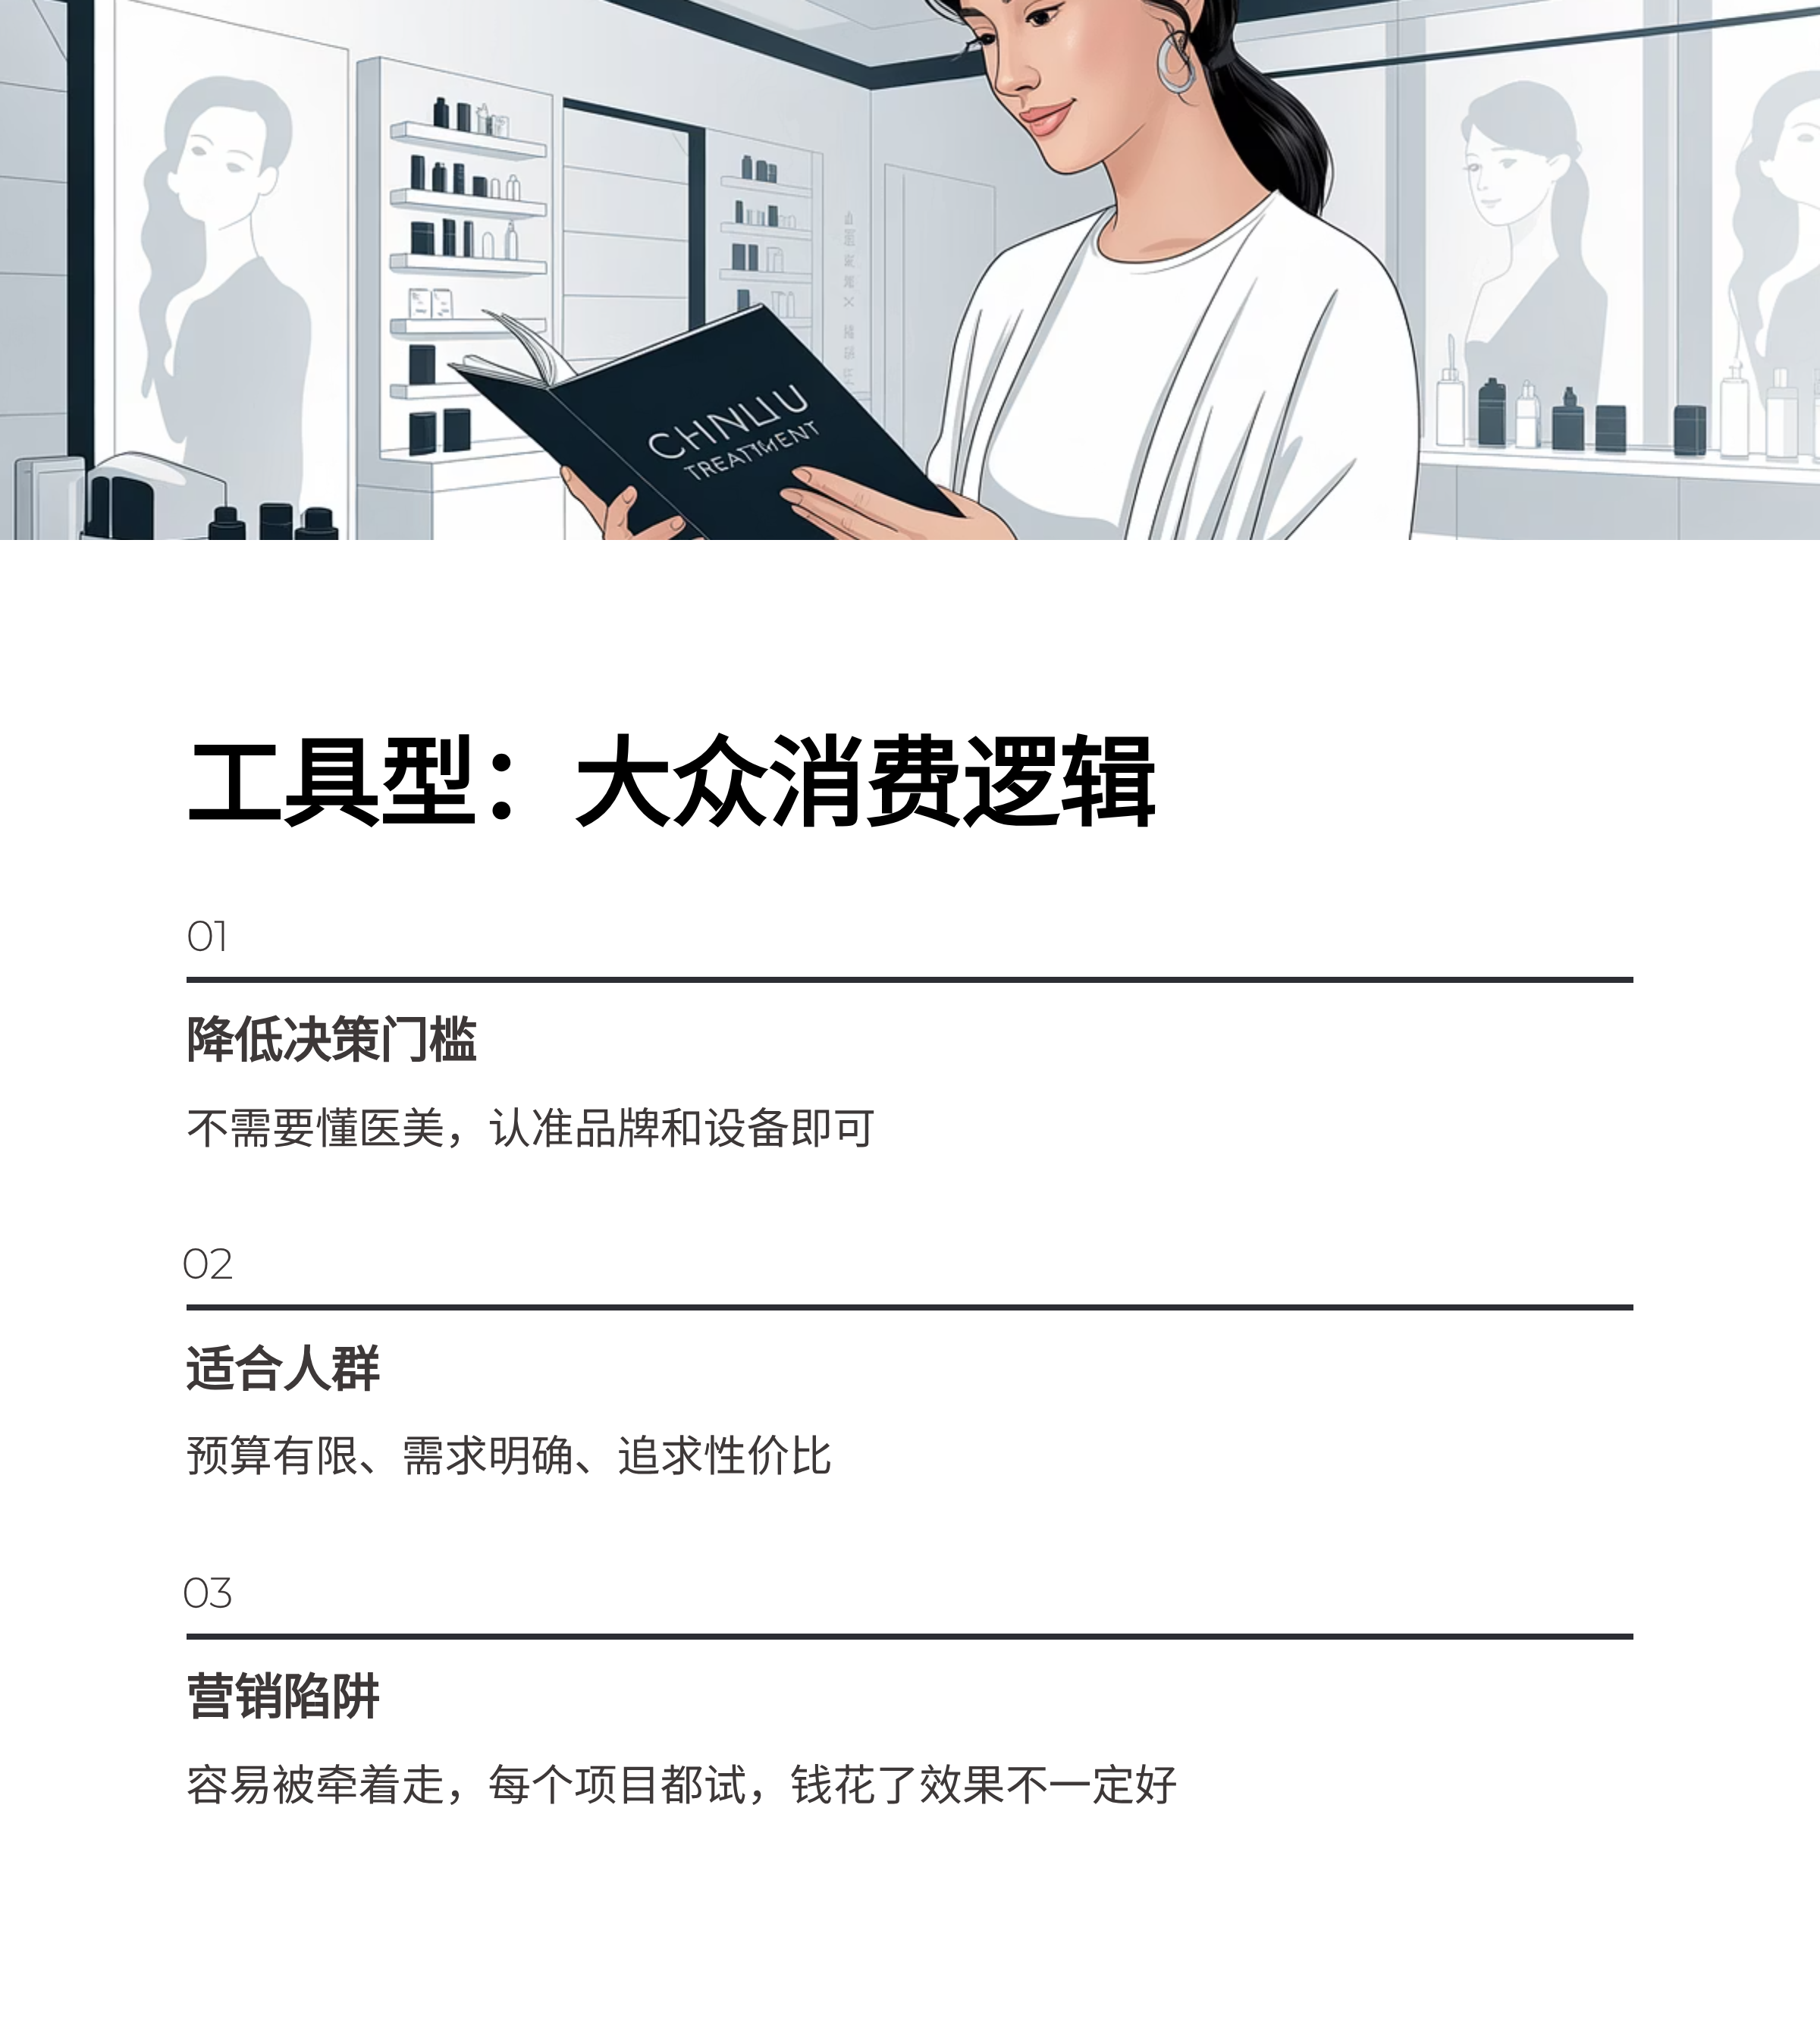 CHNLIU
TREATIMENT
工具型：大众消费逻辑
01
降低决策门槛
不需要懂医美，认准品牌和设备即可
02
适合人群
预算有限、需求明确、追求性价比
03
营销陷阱
容易被牵着走，每个项目都试，钱花了效果不一定好